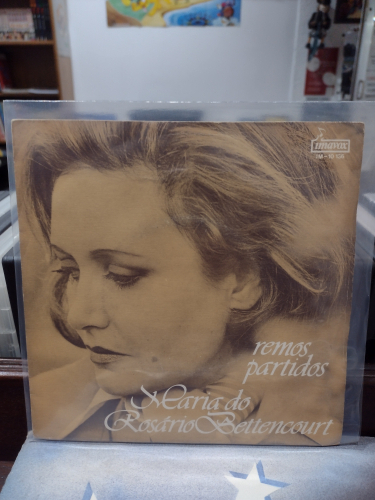 imavox
remos
partidos
Maria do
Rosário Bettencourt